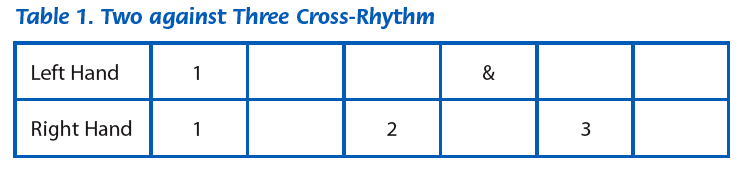 Table 1. Two against Three Cross-Rhythm
Left Hand 1 &
Right Hand 1 2 3